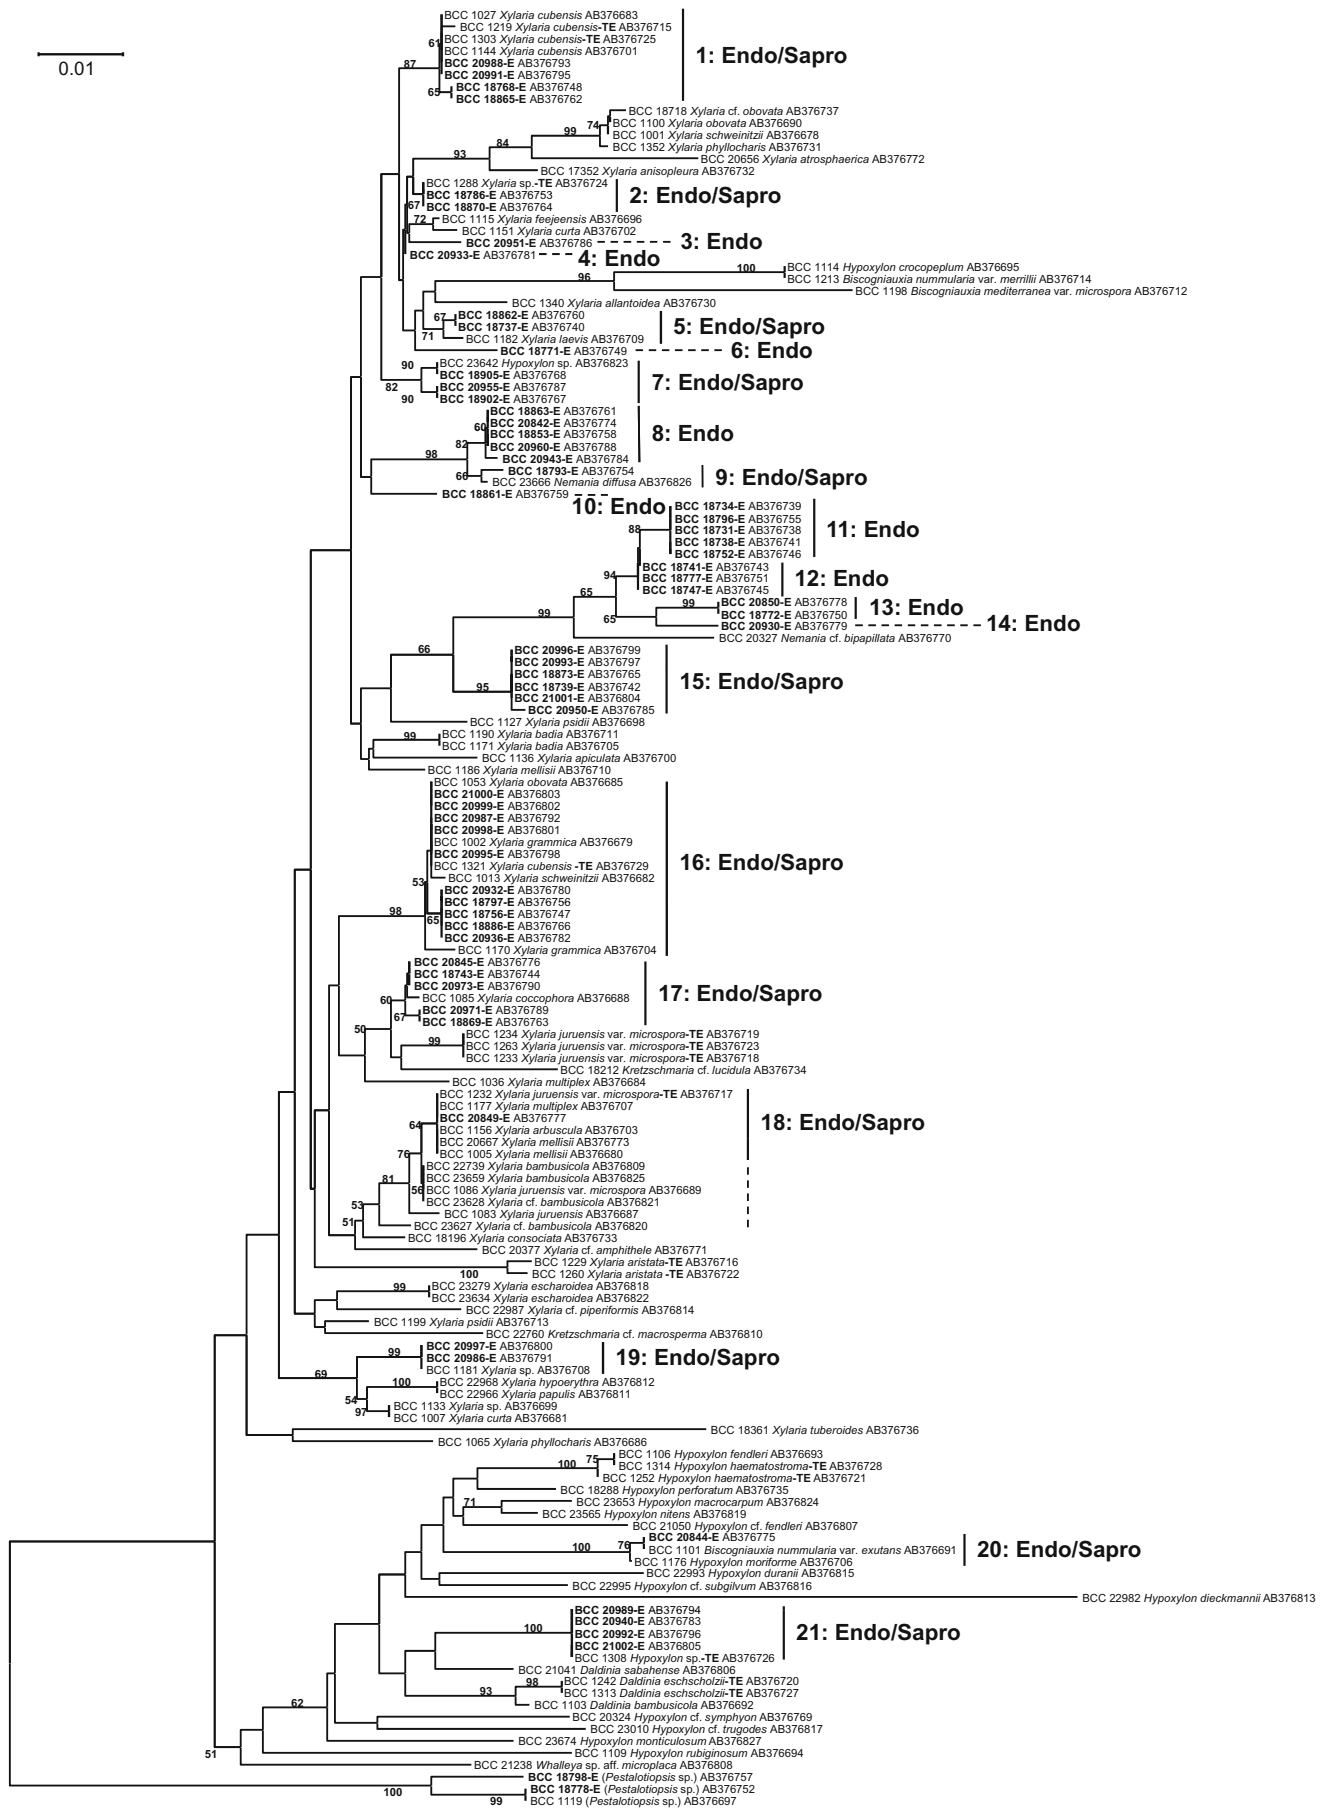 BCC 1027 Xylaria cubensis AB376683
BCC 1219 Xylaria cubensis-TE AB376715
BCC 1303 Xylaria cubensis-TE AB376725
61
BCC 1144 Xylaria cubensis AB376701
0.01
1: Endo/Sapro
87
BCC 20988-E AB376793
BCC 20991-E AB376795
65
BCC 18768-E AB376748
BCC 18865-E AB376762
BCC 18718 Xylaria cf. obovata AB376737
74
BCC 1100 Xylaria obovata AB376690
99
BCC 1001 Xylaria schweinitzii AB376678
84
BCC 1352 Xylaria phyllocharis AB376731
93
BCC 20656 Xylaria atrosphaerica AB376772
BCC 17352 Xylaria anisopleura AB376732
BCC 1288 Xylaria sp.-TE AB376724
BCC 18786-E AB376753
2: Endo/Sapro
67
BCC 18870-E AB376764
72
BCC 1115 Xylaria feejeensis AB376696
BCC 1151 Xylaria curta AB376702
BCC 20951-E AB376786
3: Endo
BCC 20933-E AB376781
4: Endo
100
BCC 1114 Hypoxylon crocopeplum AB376695
96
BCC 1213 Biscogniauxia nummularia var. merrillii AB376714
BCC 1198 Biscogniauxia mediterranea var. microspora AB376712
BCC 1340 Xylaria allantoidea AB376730
67
BCC 18862-E AB376760
BCC 18737-E AB376740
5: Endo/Sapro
71
BCC 1182 Xylaria laevis AB376709
BCC 18771-E AB376749
6: Endo
90
BCC 23642 Hypoxylon sp. AB376823
BCC 18905-E AB376768
7: Endo/Sapro
82
BCC 20955-E AB376787
90
BCC 18902-E AB376767
BCC 18863-E AB376761
60
BCC 20842-E AB376774
BCC 18853-E AB376758
8: Endo
82
BCC 20960-E AB376788
98
BCC 20943-E AB376784
BCC 18793-E AB376754
66
BCC 23666 Nemania diffusa AB376826
9: Endo/Sapro
BCC 18861-E AB376759
10: Endo
BCC 18734-E AB376739
BCC 18796-E AB376755
88
BCC 18731-E AB376738
11: Endo
BCC 18738-E AB376741
BCC 18752-E AB376746
BCC 18741-E AB376743
94
BCC 18777-E AB376751
12: Endo
65
BCC 18747-E AB376745
99
BCC 20850-E AB376778
99
BCC 18772-E AB376750
13: Endo
65
BCC 20930-E AB376779
14: Endo
BCC 20327 Nemania cf. bipapillata AB376770
66
BCC 20996-E AB376799
BCC 20993-E AB376797
BCC 18873-E AB376765
15: Endo/Sapro
95
BCC 18739-E AB376742
BCC 21001-E AB376804
BCC 20950-E AB376785
BCC 1127 Xylaria psidii AB376698
99
BCC 1190 Xylaria badia AB376711
BCC 1171 Xylaria badia AB376705
BCC 1136 Xylaria apiculata AB376700
BCC 1186 Xylaria mellisii AB376710
BCC 1053 Xylaria obovata AB376685
BCC 21000-E AB376803
BCC 20999-E AB376802
BCC 20987-E AB376792
BCC 20998-E AB376801
BCC 1002 Xylaria grammica AB376679
BCC 20995-E AB376798
16: Endo/Sapro
BCC 1321 Xylaria cubensis -TE AB376729
53
BCC 1013 Xylaria schweinitzii AB376682
BCC 20932-E AB376780
BCC 18797-E AB376756
98
65
BCC 18756-E AB376747
BCC 18886-E AB376766
BCC 20936-E AB376782
BCC 1170 Xylaria grammica AB376704
BCC 20845-E AB376776
BCC 18743-E AB376744
BCC 20973-E AB376790
17: Endo/Sapro
60
BCC 1085 Xylaria coccophora AB376688
67
BCC 20971-E AB376789
BCC 18869-E AB376763
50
BCC 1234 Xylaria juruensis var. microspora-TE AB376719
99
BCC 1263 Xylaria juruensis var. microspora-TE AB376723
BCC 1233 Xylaria juruensis var. microspora-TE AB376718
BCC 18212 Kretzschmaria cf. lucidula AB376734
BCC 1036 Xylaria multiplex AB376684
BCC 1232 Xylaria juruensis var. microspora-TE AB376717
BCC 1177 Xylaria multiplex AB376707
BCC 20849-E AB376777
18: Endo/Sapro
64
BCC 1156 Xylaria arbuscula AB376703
BCC 20667 Xylaria mellisii AB376773
76
BCC 1005 Xylaria mellisii AB376680
BCC 22739 Xylaria bambusicola AB376809
81
BCC 23659 Xylaria bambusicola AB376825
56
BCC 1086 Xylaria juruensis var. microspora AB376689
BCC 23628 Xylaria cf. bambusicola AB376821
53
BCC 1083 Xylaria juruensis AB376687
51
BCC 23627 Xylaria cf. bambusicola AB376820
BCC 18196 Xylaria consociata AB376733
BCC 20377 Xylaria cf. amphithele AB376771
BCC 1229 Xylaria aristata-TE AB376716
100
BCC 1260 Xylaria aristata -TE AB376722
99
BCC 23279 Xylaria escharoidea AB376818
BCC 23634 Xylaria escharoidea AB376822
BCC 22987 Xylaria cf. piperiformis AB376814
BCC 1199 Xylaria psidii AB376713
BCC 22760 Kretzschmaria cf. macrosperma AB376810
99
BCC 20997-E AB376800
BCC 20986-E AB376791
19: Endo/Sapro
69
BCC 1181 Xylaria sp. AB376708
100
BCC 22968 Xylaria hypoerythra AB376812
BCC 22966 Xylaria papulis AB376811
54
BCC 1133 Xylaria sp. AB376699
97
BCC 1007 Xylaria curta AB376681
BCC 18361 Xylaria tuberoides AB376736
BCC 1065 Xylaria phyllocharis AB376686
75
BCC 1106 Hypoxylon fendleri AB376693
100
BCC 1314 Hypoxylon haematostroma-TE AB376728
BCC 1252 Hypoxylon haematostroma-TE AB376721
BCC 18288 Hypoxylon perforatum AB376735
71
BCC 23653 Hypoxylon macrocarpum AB376824
BCC 23565 Hypoxylon nitens AB376819
BCC 21050 Hypoxylon cf. fendleri AB376807
BCC 20844-E AB376775
100
76
BCC 1101 Biscogniauxia nummularia var. exutans AB376691
20: Endo/Sapro
BCC 1176 Hypoxylon moriforme AB376706
BCC 22993 Hypoxylon duranii AB376815
BCC 22995 Hypoxylon cf. subgilvum AB376816
BCC 22982 Hypoxylon dieckmannii AB376813
BCC 20989-E AB376794
BCC 20940-E AB376783
100
BCC 20992-E AB376796
21: Endo/Sapro
BCC 21002-E AB376805
BCC 1308 Hypoxylon sp.-TE AB376726
BCC 21041 Daldinia sabahense AB376806
98
BCC 1242 Daldinia eschscholzii-TE AB376720
93
BCC 1313 Daldinia eschscholzii-TE AB376727
62
BCC 1103 Daldinia bambusicola AB376692
BCC 20324 Hypoxylon cf. symphyon AB376769
BCC 23010 Hypoxylon cf. trugodes AB376817
BCC 23674 Hypoxylon monticulosum AB376827
51
BCC 1109 Hypoxylon rubiginosum AB376694
BCC 21238 Whalleya sp. aff. microplaca AB376808
BCC 18798-E (Pestalotiopsis sp.) AB376757
100
BCC 18778-E (Pestalotiopsis sp.) AB376752
99
BCC 1119 (Pestalotiopsis sp.) AB376697